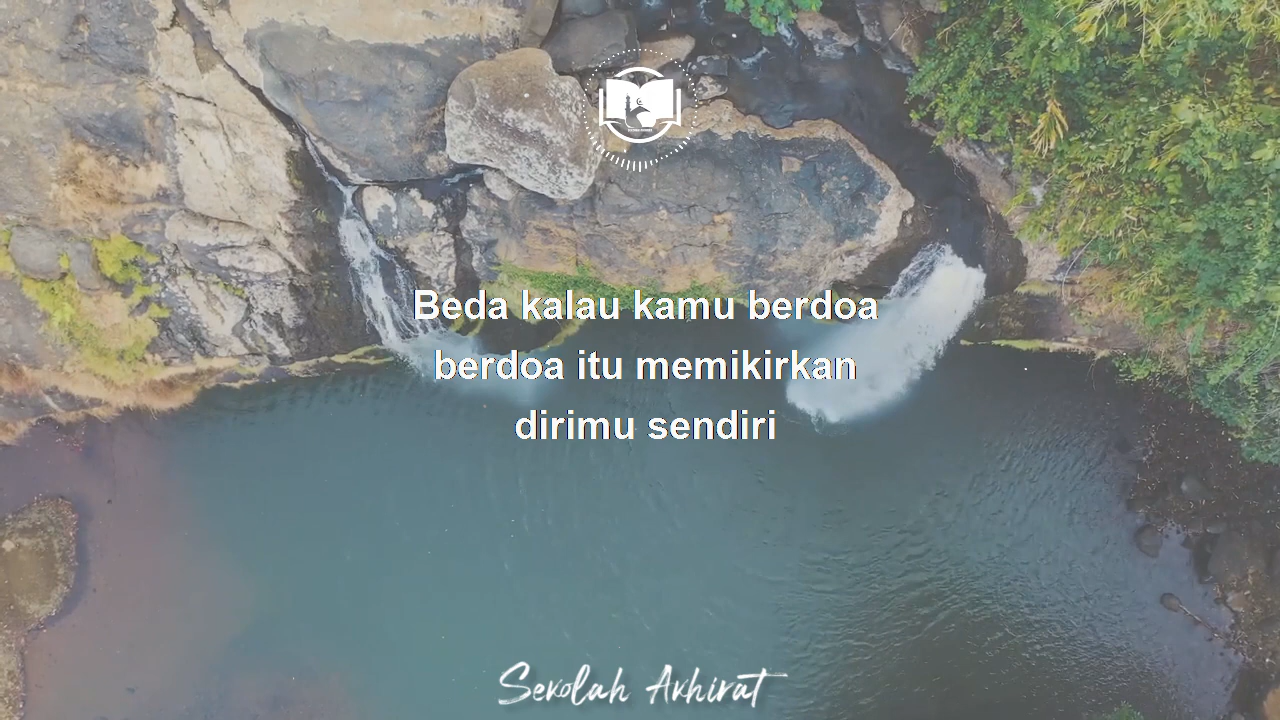 Beda kalau kamu berdoa
berdoa itu memikirkan
dirimu sendiri
Sekolah Akhirat